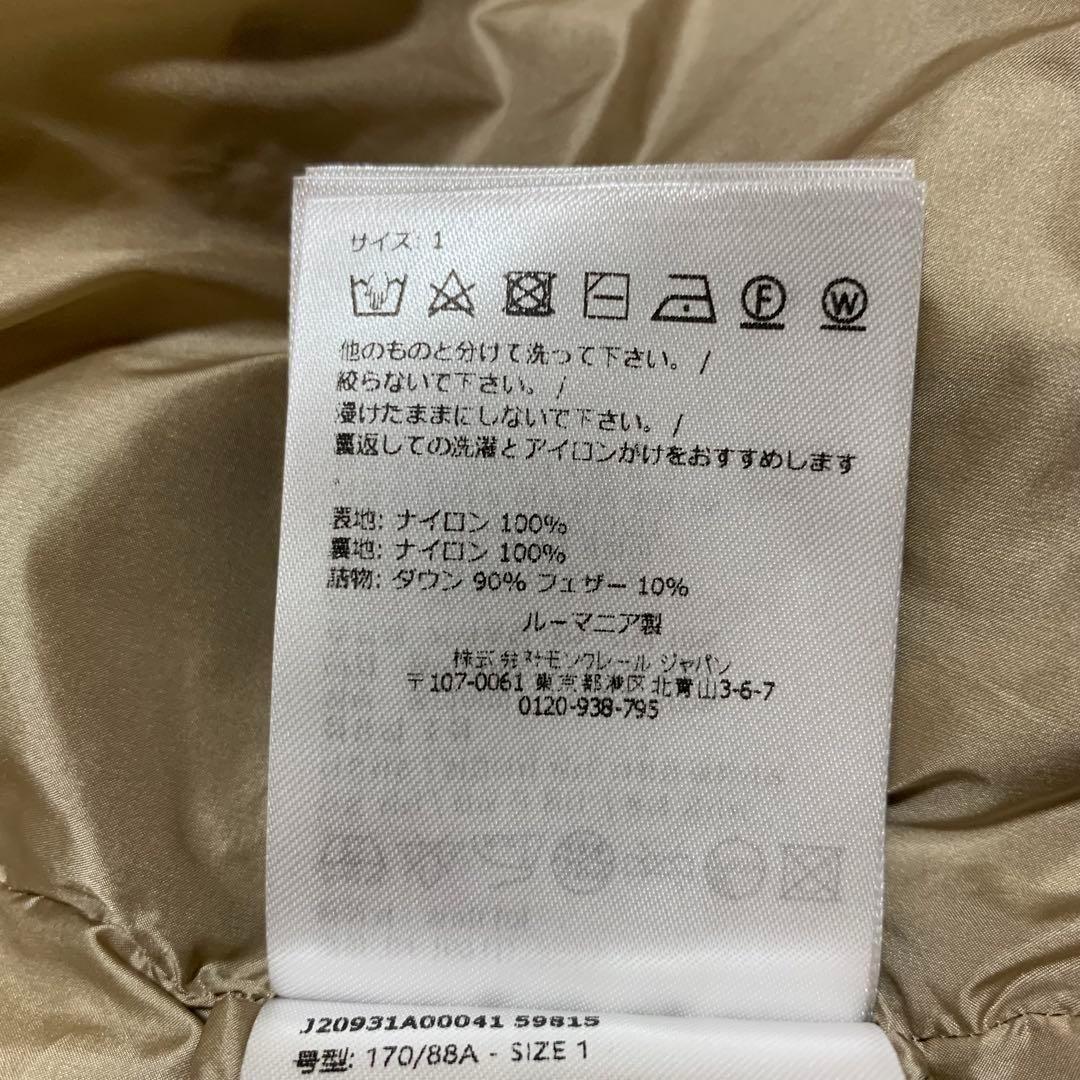 サイズ: 1
F W
他のものと分けて洗って下さい。/
絞らないで下さい。/
浸けたままにしないで下さい。/
裏返しての洗濯とアイロンがけをおすすめします
.
表地: ナイロン 100%
裏地: ナイロン 100%
詰物: ダウン 90% フェザー 10%
ルーマニア製
株式会社モンクレール ジャパン
〒107-0061 東京都港区北青山3-6-7
0120-938-795
J20931A00041 59815
号型: 170/88A - SIZE 1